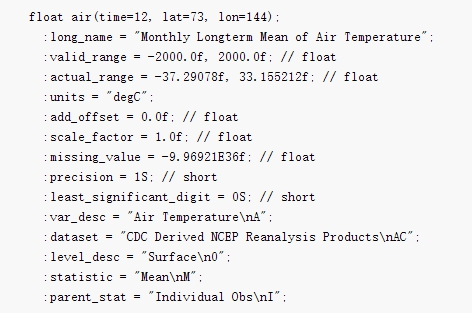 float air(time=12, lat=73, lon=144);
:long_name = "Monthly Longterm Mean of Air Temperature";
:valid_range = -2000.0f, 2000.0f; // float
:actual_range = -37.29078f, 33.155212f; // float
:units = "degC";
:add_offset = 0.0f; // float
:scale_factor = 1.0f; // float
:missing_value = -9.96921E36f; // float
:precision = 1S; // short
:least_significant_digit = 0S; // short
:var_desc = "Air Temperature\nA";
:dataset = "CDC Derived NCEP Reanalysis Products\nAC";
:level_desc = "Surface\n0";
:statistic = "Mean\nM";
:parent_stat = "Individual Obs\nI";